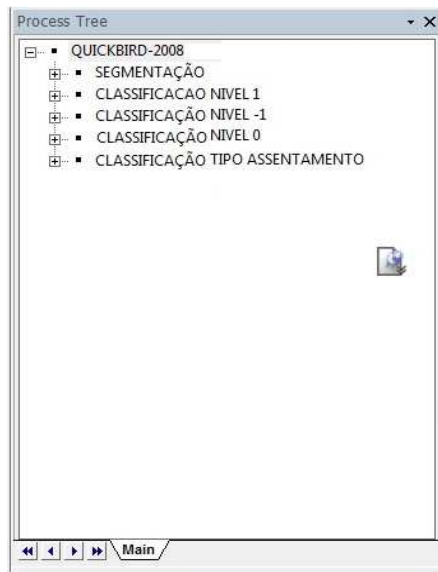 Process Tree
QUICKBIRD-2008
SEGMENTAÇÃO
CLASSIFICACAO NIVEL 1
CLASSIFICAÇÃO NIVEL -1
CLASSIFICAÇÃO NIVEL 0
CLASSIFICAÇÃO TIPO ASSENTAMENTO
Main